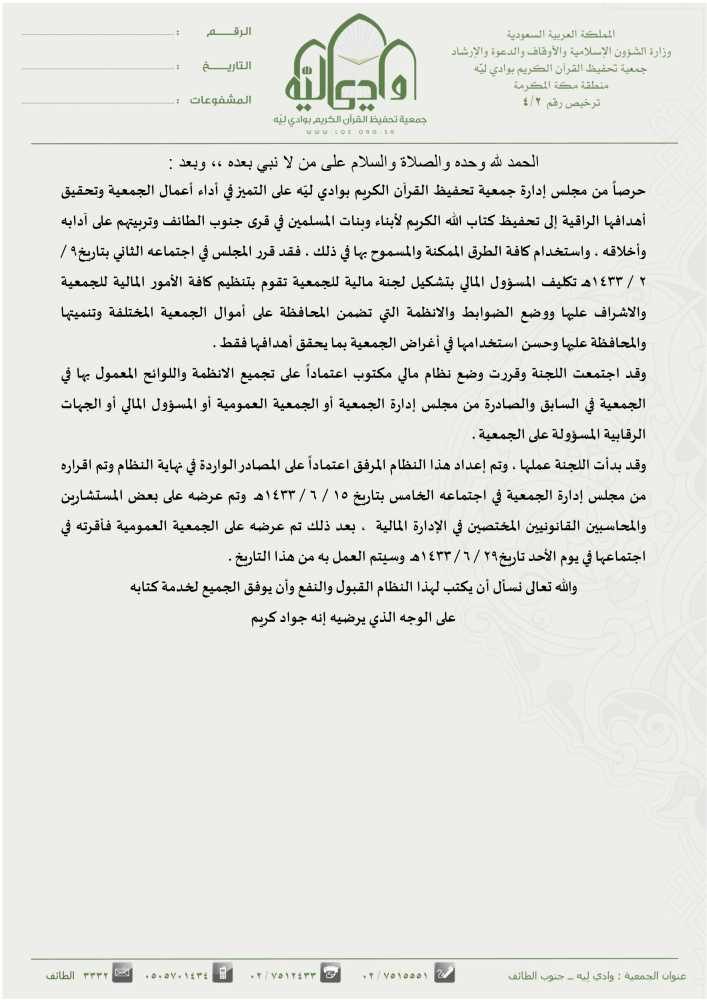 المملكة العربية السعودية
وزارة الشؤون الإسلامية والأوقاف والدعوة والإرشاد
جمعية تحفيظ القرآن الكريم بوادي ليّه
منطقة مكة المكرمة
ترخيص رقم ٤/٢
وادي ليّه
جمعية تحفيظ القرآن الكريم بوادي ليّه
WWW.LQE.ORG.SA
الرقـــم :
التاريـــخ :
المشفوعات :
الحمد لله وحده والصلاة والسلام على من لا نبي بعده ،، وبعد :
حرصاً من مجلس إدارة جمعية تحفيظ القرآن الكريم بوادي ليّه على التميز في أداء أعمال الجمعية وتحقيق
أهدافها الراقية إلى تحفيظ كتاب الله الكريم لأبناء وبنات المسلمين في قرى جنوب الطائف وتربيتهم على آدابه
وأخلاقه ، واستخدام كافة الطرق الممكنة والمسموح بها في ذلك . فقد قرر المجلس في اجتماعه الثاني بتاريخ ٩ /
٢ / ١٤٣٣هـ تكليف المسؤول المالي بتشكيل لجنة مالية للجمعية تقوم بتنظيم كافة الأمور المالية للجمعية
والاشراف عليها ووضع الضوابط والانظمة التي تضمن المحافظة على أموال الجمعية المختلفة وتنميتها
والمحافظة عليها وحسن استخدامها في أغراض الجمعية بما يحقق أهدافها فقط .
وقد اجتمعت اللجنة وقررت وضع نظام مالي مكتوب اعتماداً على تجميع الانظمة واللوائح المعمول بها في
الجمعية في السابق والصادرة من مجلس إدارة الجمعية أو الجمعية العمومية أو المسؤول المالي أو الجهات
الرقابية المسؤولة على الجمعية .
وقد بدأت اللجنة عملها ، وتم إعداد هذا النظام المرفق اعتماداً على المصادر الواردة في نهاية النظام وتم اقراره
من مجلس إدارة الجمعية في اجتماعه الخامس بتاريخ ١٥ / ٦ / ١٤٣٣هـ وتم عرضه على بعض المستشارين
والمحاسبين القانونيين المختصين في الإدارة المالية ، بعد ذلك تم عرضه على الجمعية العمومية فأقرته في
اجتماعها في يوم الأحد تاريخ ٢٩ / ٦ / ١٤٣٣هـ وسيتم العمل به من هذا التاريخ .
والله تعالى نسأل أن يكتب لهذا النظام القبول والنفع وأن يوفق الجميع لخدمة كتابه
على الوجه الذي يرضيه إنه جواد كريم
عنوان الجمعية : وادي ليه ــ جنوب الطائف ٠٢ / ٧٥١٥٥٥١ ٠٢ / ٧٥١٢٤٣٣ ٠٥٠٥٧٠١٤٣٤ ٣٣٣٢ الطائف